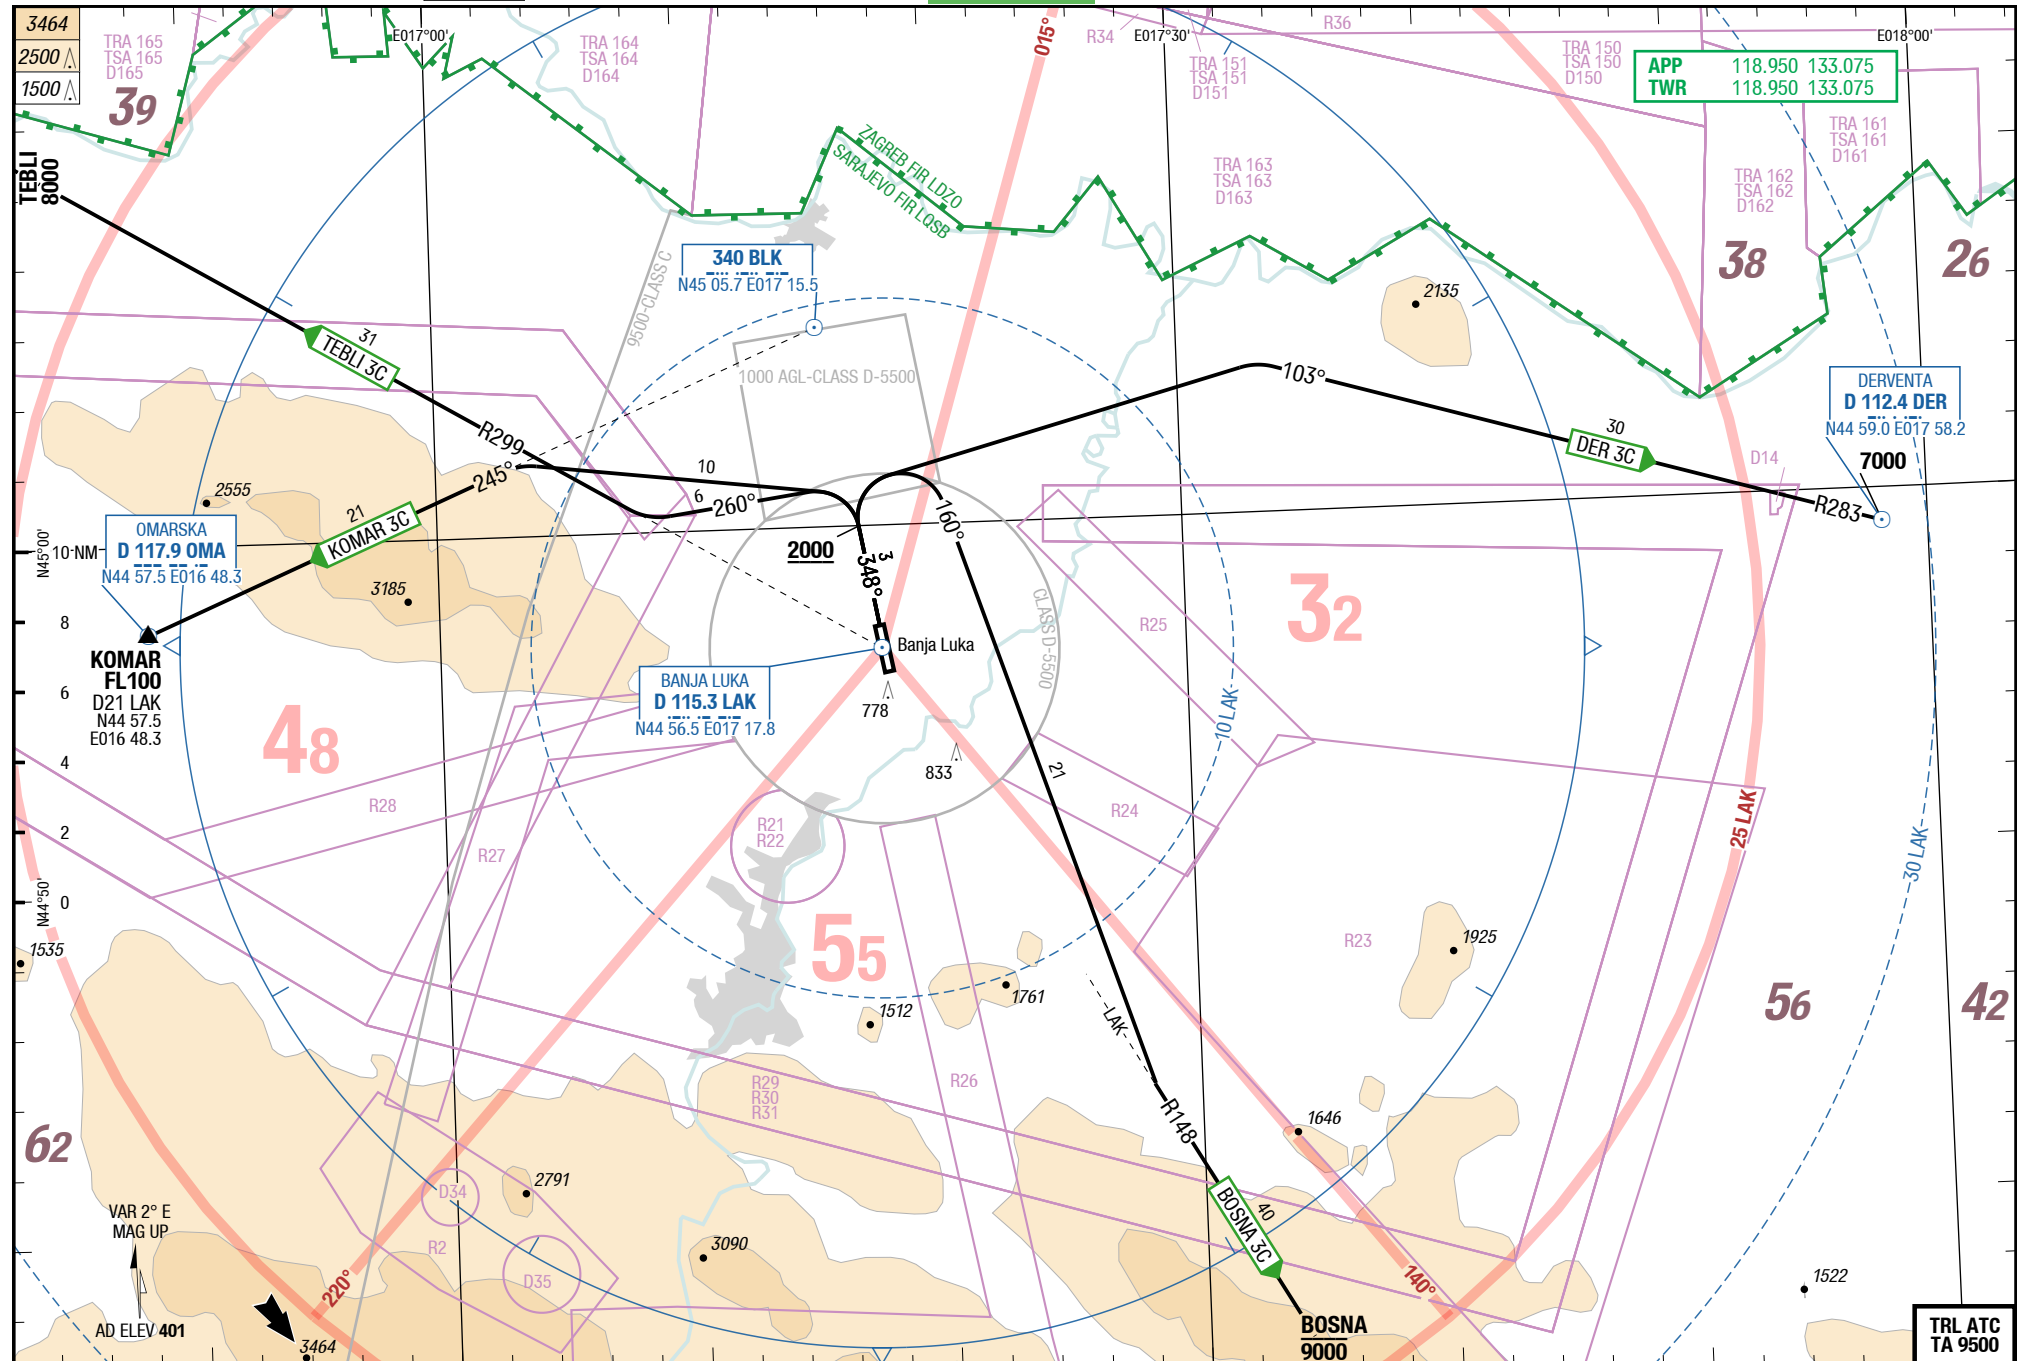 3464
2500
1500
39
TRA 165
TSA 165
D165
E017°00'
TRA 164
TSA 164
D164
015°
R34
E017°30'
R36
TRA 151
TSA 151
D151
TRA 150
TSA 150
D150
E018°00'
APP 118.950 133.075
TWR 118.950 133.075
TRA 161
TSA 161
D161
TRA 162
TSA 162
D162
TRA 163
TSA 163
D163
ZAGREB FIR LDZO
SARAJEVO FIR LQSB
TEBLI
8000
38
26
340 BLK
N45 05.7 E017 15.5
9500-CLASS C
2135
31
TEBLI 3C
1000 AGL-CLASS D-5500
103°
30
DER 3C
DERVENTA
D 112.4 DER
N44 59.0 E017 58.2
7000
D14
R283
R299
245°
10
6
260°
160°
2555
21
KOMAR 3C
OMARSKA
D 117.9 OMA
N44 57.5 E016 48.3
N45°00'
10-NM
8
6
4
2
0
N44°50'
2000
3
348°
3185
CLASS D-5500
32
R25
Banja Luka
KOMAR
FL100
D21 LAK
N44 57.5
E016 48.3
BANJA LUKA
D 115.3 LAK
N44 56.5 E017 17.8
778
833
10 LAK
48
21
R28
R24
R21
R22
R27
25 LAK
30 LAK
1535
55
R23
1925
1761
1512
56
42
-LAK-
R29
R30
R31
R26
R148
1646
62
D34
2791
VAR 2° E
MAG UP
R2
3090
D35
BOSNA 3C
40
220°
140°
1522
AD ELEV 401
3464
BOSNA
9000
TRL ATC
TA 9500